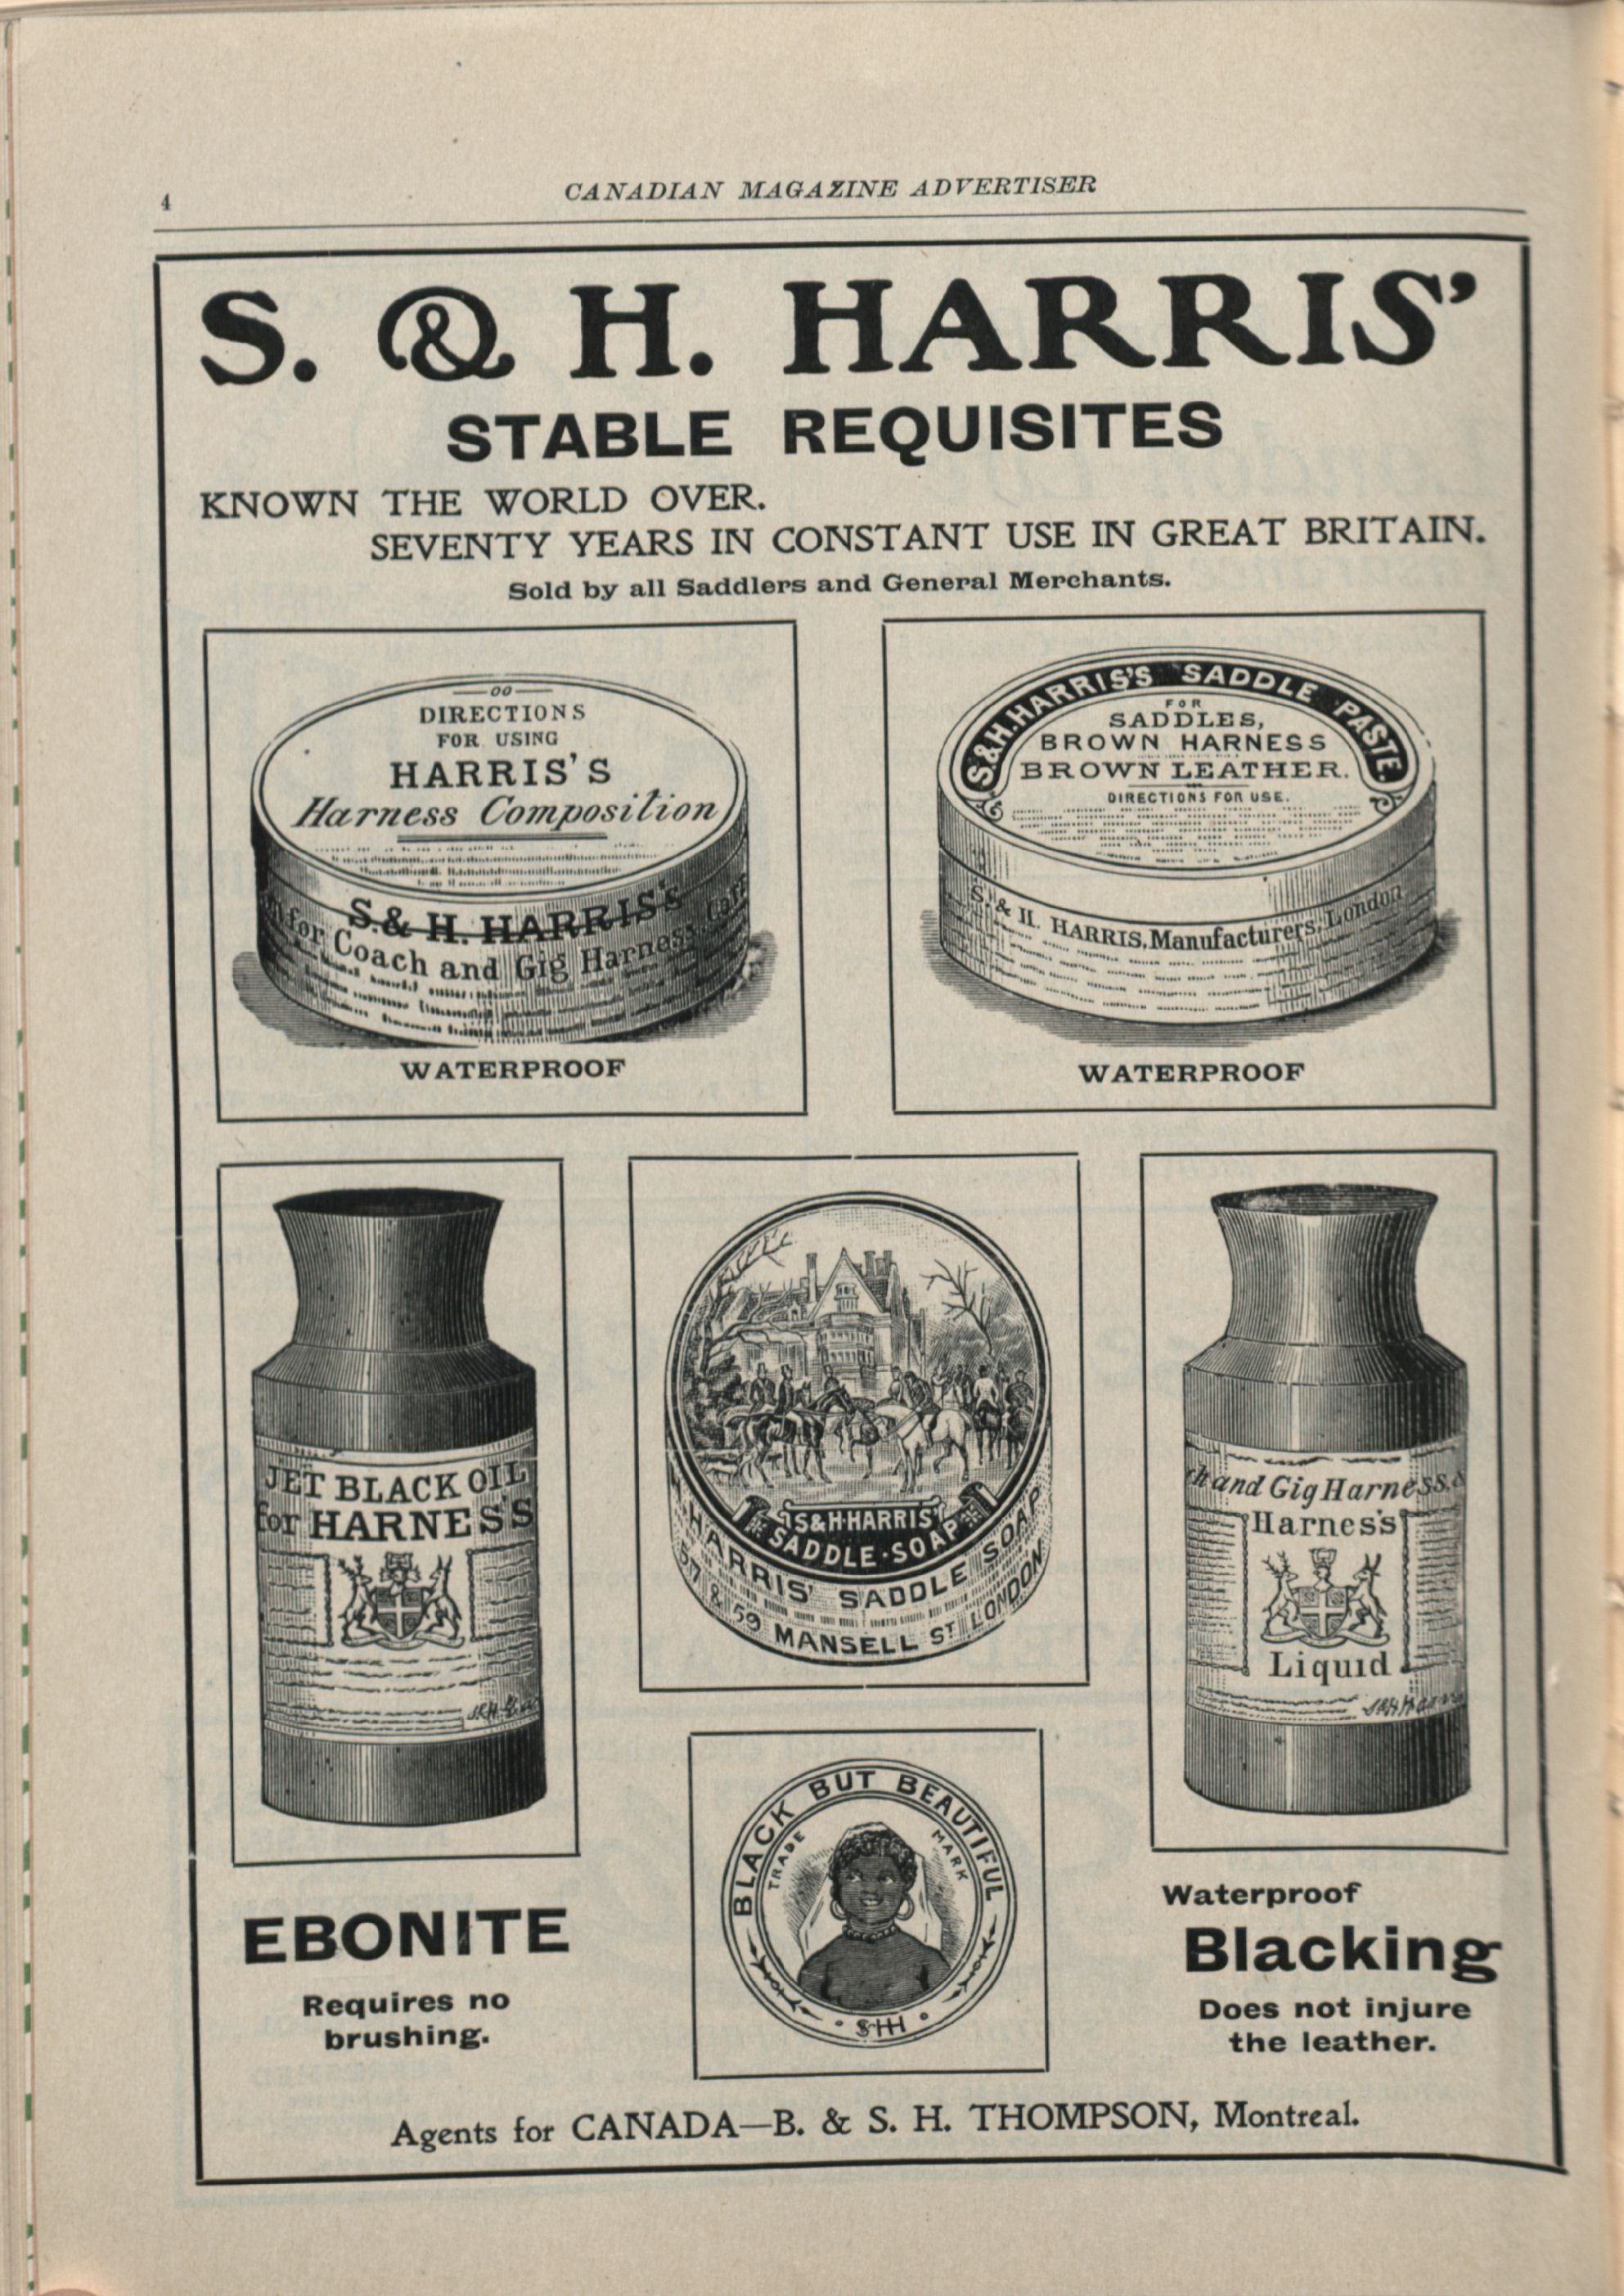 4
CANADIAN MAGAZINE ADVERTISER
S. & H. HARRIS'
STABLE REQUISITES
KNOWN THE WORLD OVER.
SEVENTY YEARS IN CONSTANT USE IN GREAT BRITAIN.
Sold by all Saddlers and General Merchants.
DIRECTIONS
FOR USING
HARRIS'S
Harness Composition
S. & H. HARRIS'S
for Coach and Gig Harness
WATERPROOF
S & H. HARRIS'S SADDLE PASTE.
FOR
SADDLES,
BROWN HARNESS
BROWN LEATHER.
DIRECTIONS FOR USE.
S. & H. HARRIS, Manufacturers, London
WATERPROOF
JET BLACK OIL
for HARNESS
S&H·HARRIS'
SADDLE·SOAP
HARRIS' SADDLE SOAP
57 & 59 MANSELL ST LONDON
and Gig Harness
Harness
Liquid
EBONITE
Requires no
brushing.
BLACK BUT BEAUTIFUL
TRADE MARK
SHH
Waterproof
Blacking
Does not injure
the leather.
Agents for CANADA—B. & S. H. THOMPSON, Montreal.